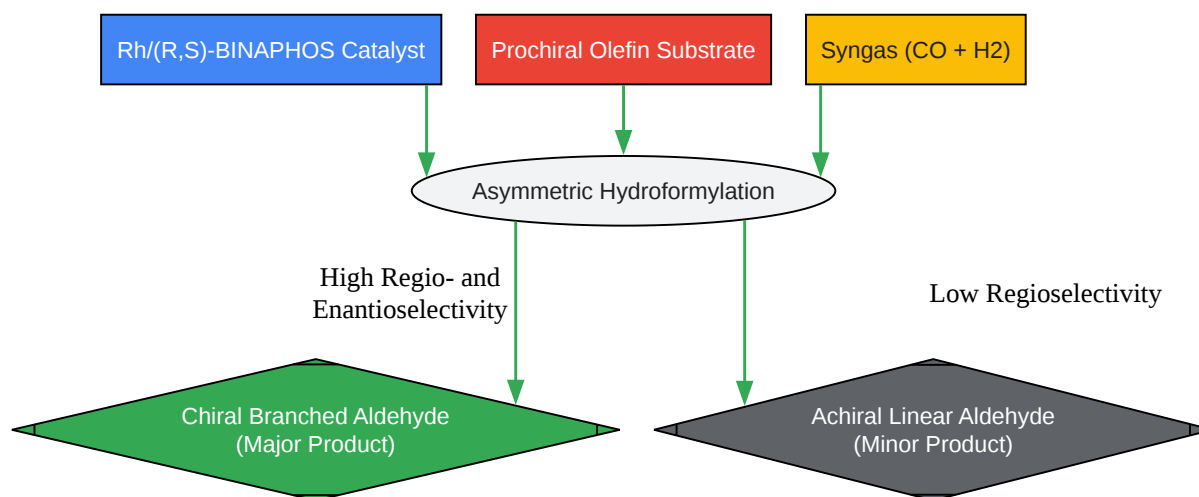 Rh/(R,S)-BINAPHOS Catalyst
Prochiral Olefin Substrate
Syngas (CO + H2)
Asymmetric Hydroformylation
High Regio- and
Enantioselectivity
Low Regioselectivity
Chiral Branched Aldehyde
(Major Product)
Achiral Linear Aldehyde
(Minor Product)